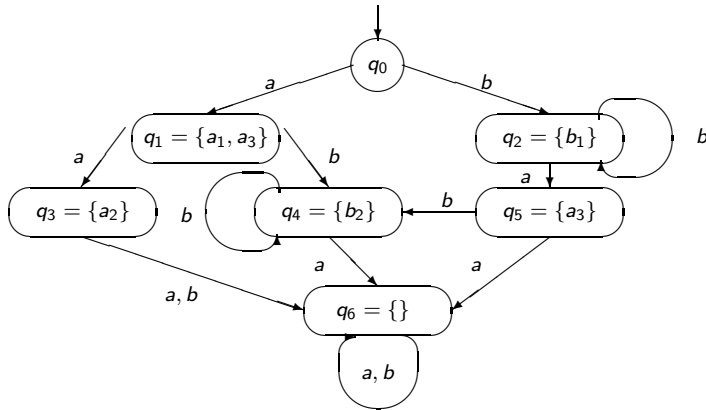 q0
a
b
q1 = {a1, a3}
q2 = {b1}
b
a
b
a
q3 = {a2}
b
q4 = {b2}
b
q5 = {a3}
a, b
a
a
q6 = {}
a, b